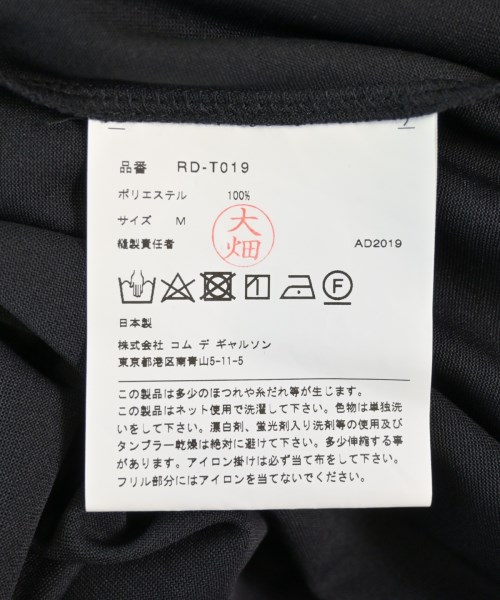 品番 RD-T019
ポリエステル 100%
サイズ M
大畑
縫製責任者 AD2019
日本製
株式会社 コム デ ギャルソン
東京都港区南青山5-11-5
この製品は多少のほつれや糸だれ等が生じます。
この製品はネット使用で洗濯して下さい。色物は単独洗
いをして下さい。漂白剤、蛍光剤入り洗剤等の使用及び
タンブラー乾燥は絶対に避けて下さい。多少伸縮する事
があります。アイロン掛けは必ず当て布をして下さい。
フリル部分にはアイロンを当てないでください。